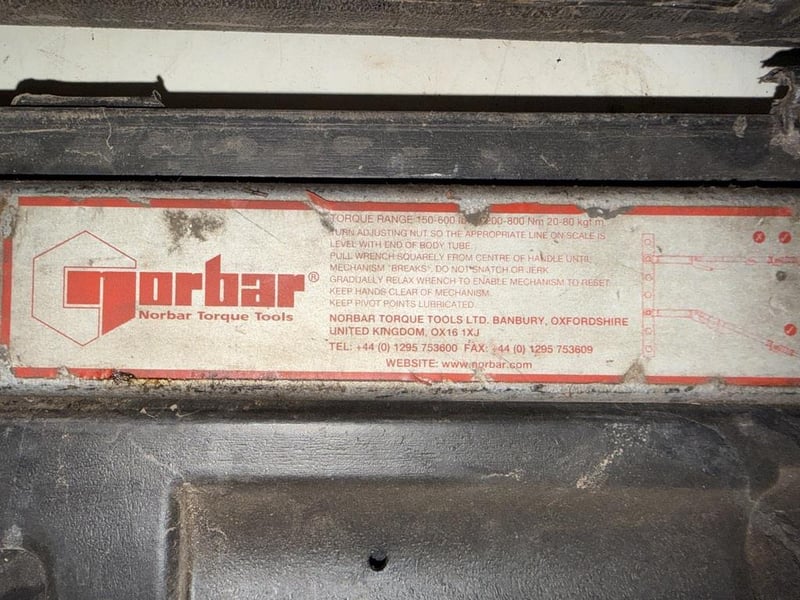 norbar®
Norbar Torque Tools
TORQUE RANGE 150-600 200-800 Nm 20-80 kgf m
TURN ADJUSTING NUT SO THE APPROPRIATE LINE ON SCALE IS
LEVEL WITH END OF BODY TUBE.
PULL WRENCH SQUARELY FROM CENTRE OF HANDLE UNTIL
MECHANISM "BREAKS". DO NOT SNATCH OR JERK
GRADUALLY RELAX WRENCH TO ENABLE MECHANISM TO RESET
KEEP HANDS CLEAR OF MECHANISM.
KEEP PIVOT POINTS LUBRICATED.
NORBAR TORQUE TOOLS LTD. BANBURY, OXFORDSHIRE
UNITED KINGDOM, OX16 1XJ
TEL: +44 (0) 1295 753600 FAX: +44 (0) 1295 753609
WEBSITE: www.norbar.com